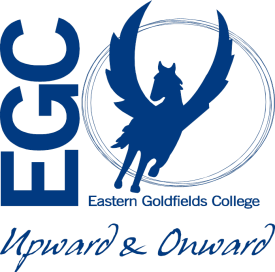 EGC
Eastern Goldfields College
Upward & Onward